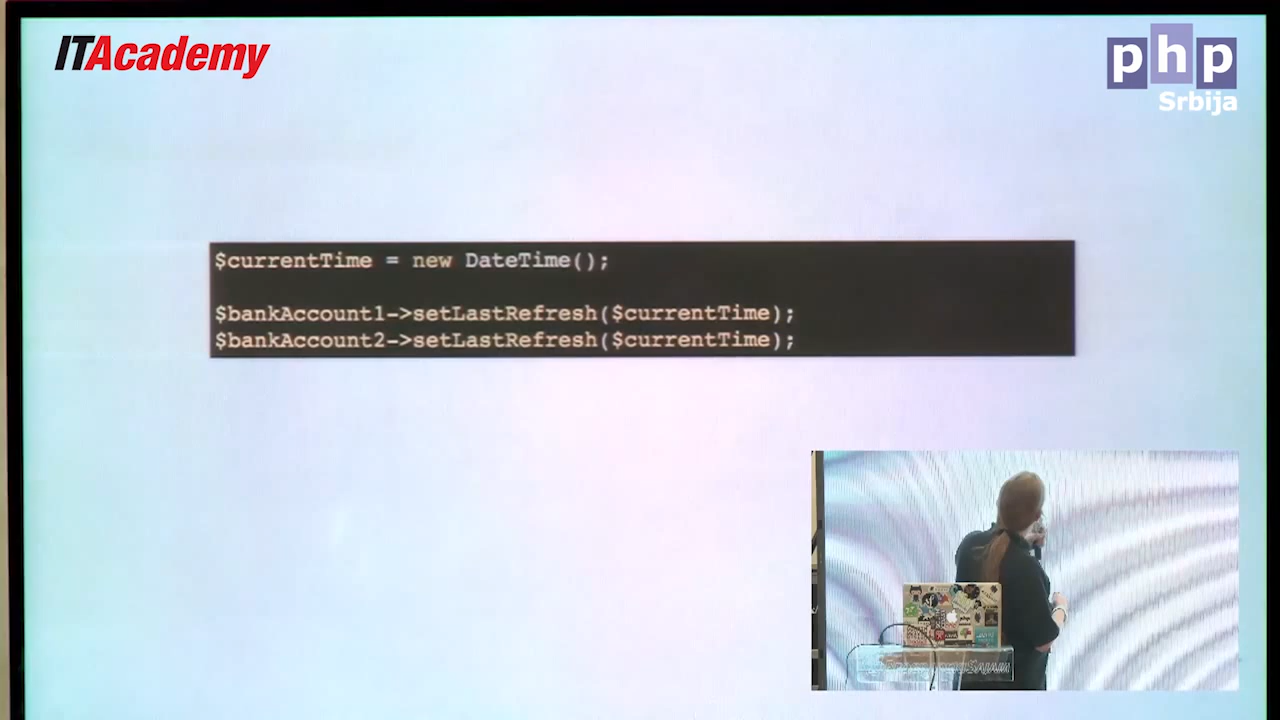 ITAcademy
php
Srbija
$currentTime = new DateTime();
$bankAccount1->setLastRefresh($currentTime);
$bankAccount2->setLastRefresh($currentTime);